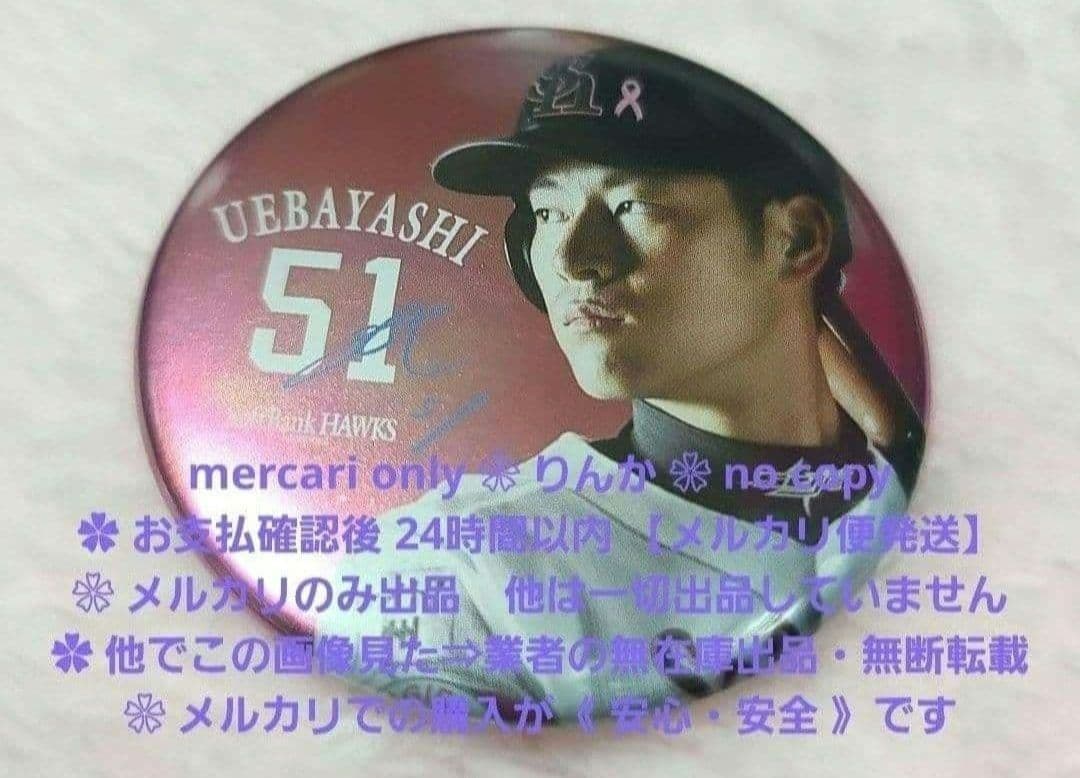 UEBAYASHI
51
SoftBank HAWKS
mercari only ❀ りんか ❀ no copy
✿ お支払確認後 24時間以内 【メルカリ便発送】
❀ メルカリのみ出品 他は一切出品していません
✿ 他でこの画像見た⇒業者の無在庫出品・無断転載
❀ メルカリでの購入が 《 安心・安全 》 です